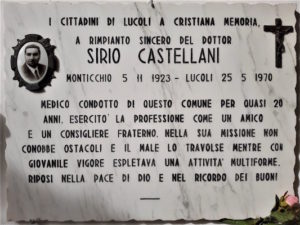 I CITTADINI DI LUCOLI A CRISTIANA MEMORIA,
A RIMPIANTO SINCERO DEL DOTTOR
SIRIO CASTELLANI
MONTICCHIO 5 11 1923 - LUCOLI 25 5 1970
MEDICO CONDOTTO DI QUESTO COMUNE PER QUASI 20
ANNI. ESERCITO' LA PROFESSIONE COME UN AMICO
E UN CONSIGLIERE FRATERNO. NELLA SUA MISSIONE NON
CONOBBE OSTACOLI E IL MALE LO TRAVOLSE MENTRE CON
GIOVANILE VIGORE ESPLETAVA UNA ATTIVITA' MULTIFORME.
RIPOSI NELLA PACE DI DIO E NEL RICORDO DEI BUONI